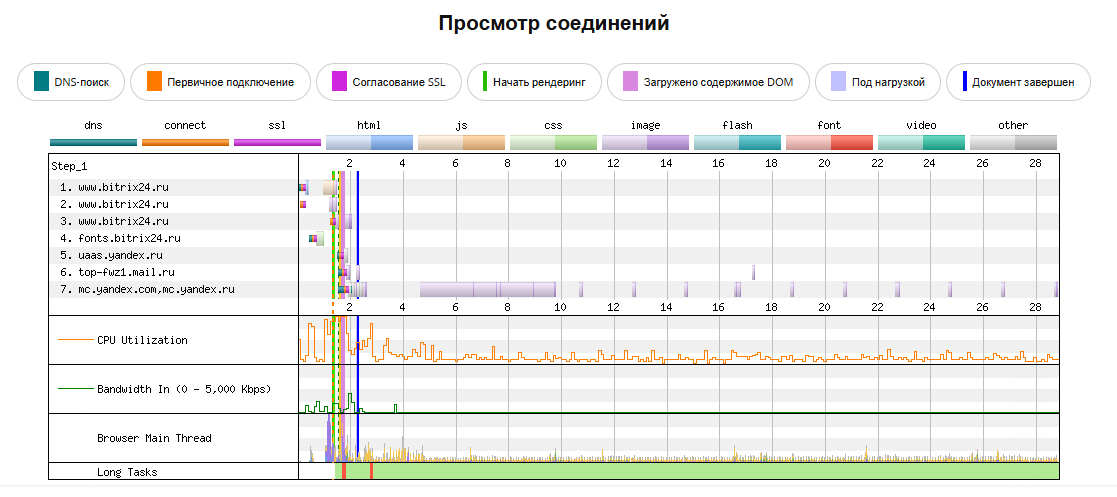 Просмотр соединений
DNS-поиск Первичное подключение Согласование SSL Начать рендеринг Загружено содержимое DOM Под нагрузкой Документ завершен
dns connect ssl html js css image flash font video other
Step_1 2 4 6 8 10 12 14 16 18 20 22 24 26 28
1. www.bitrix24.ru
2. www.bitrix24.ru
3. www.bitrix24.ru
4. fonts.bitrix24.ru
5. uaas.yandex.ru
6. top-fwz1.mail.ru
7. mc.yandex.com,mc.yandex.ru
2 4 6 8 10 12 14 16 18 20 22 24 26 28
CPU Utilization
Bandwidth In (0 - 5,000 Kbps)
Browser Main Thread
Long Tasks